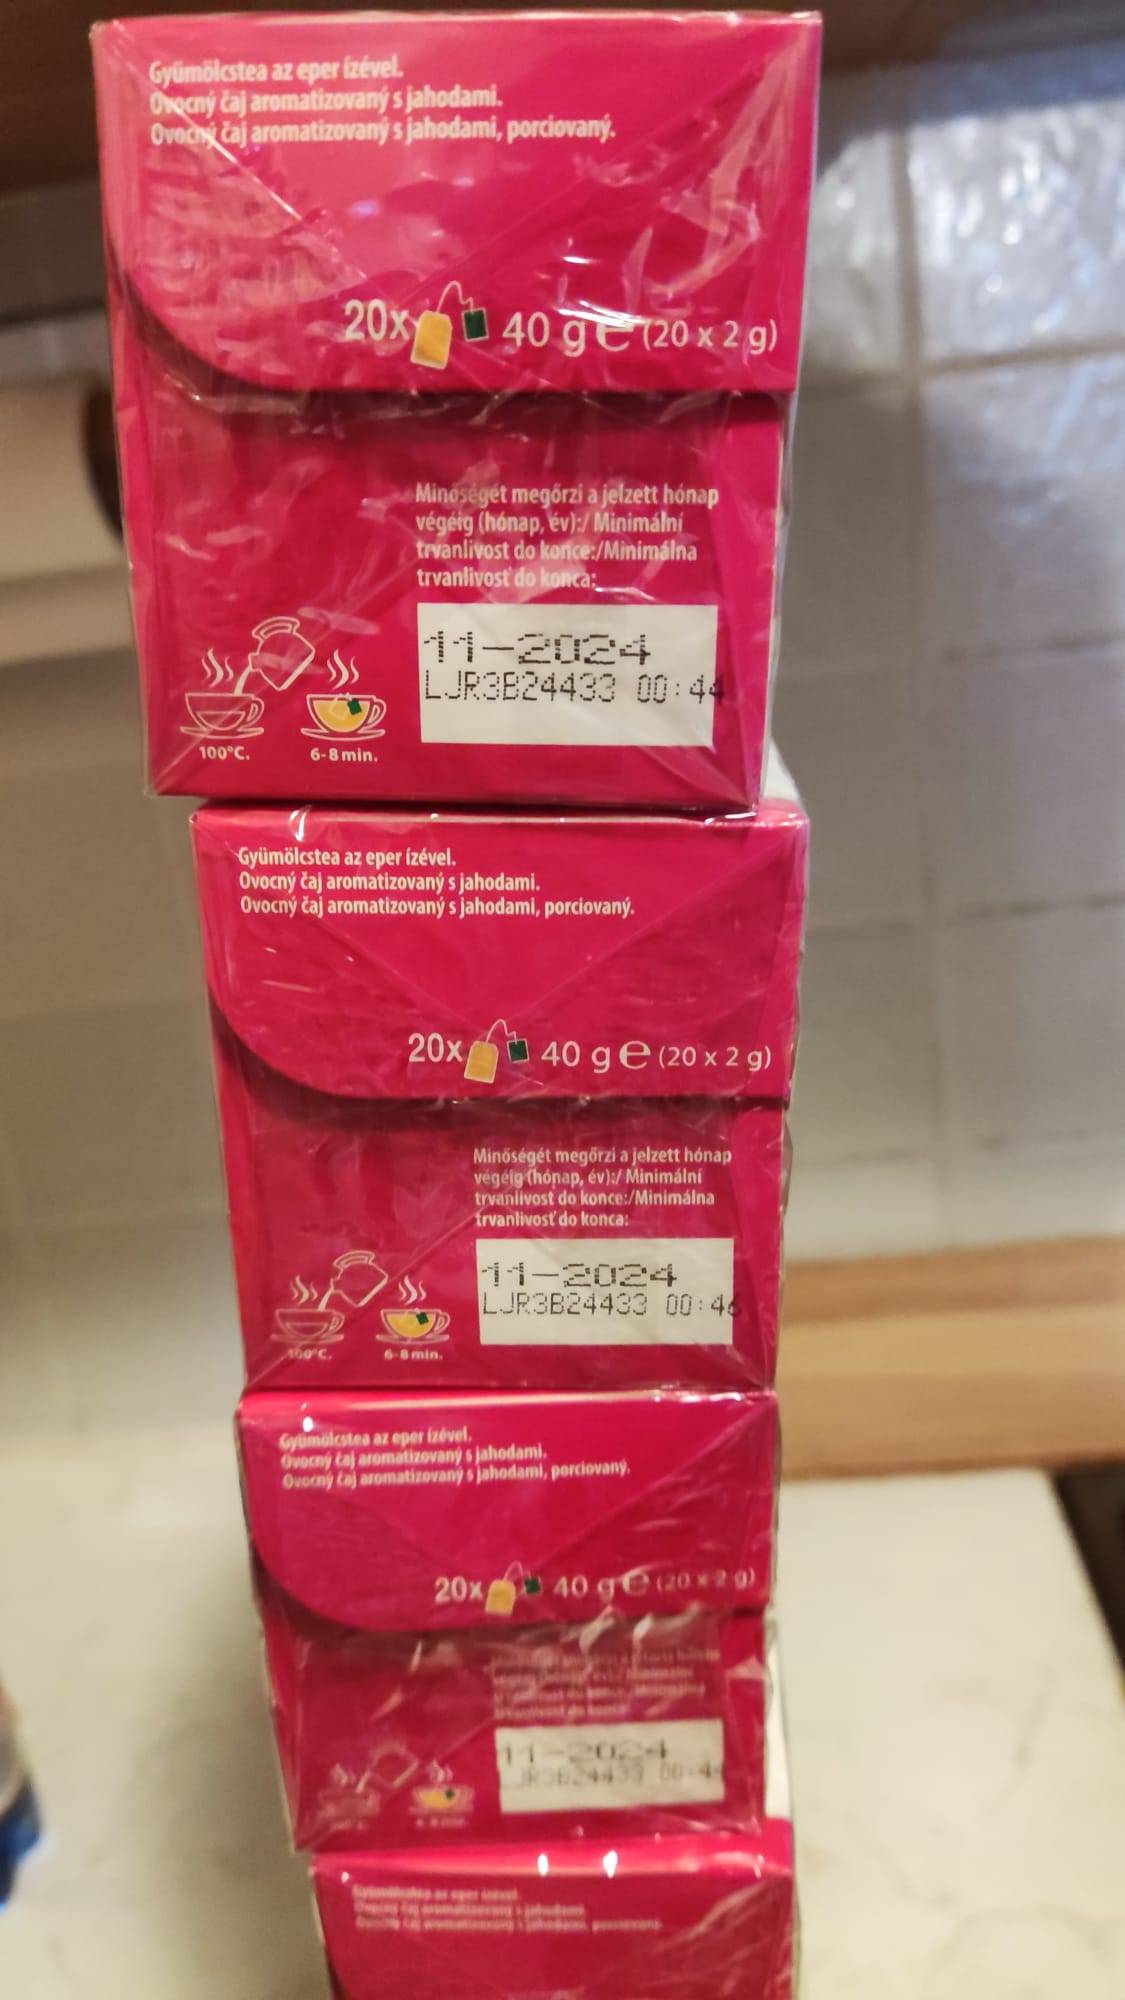 Gyümölcstea az eper ízével.
Ovocný čaj aromatizovaný s jahodami.
Ovocný čaj aromatizovaný s jahodami, porciovaný.
20x 40 g e (20 x 2 g)
Minőségét megőrzi a jelzett hónap
végéig (hónap, év):/ Minimální
trvanlivost do konce:/Minimálna
trvanlivosť do konca:
11-2024
LJR3B24433 00:44
100°C. 6-8 min.
Gyümölcstea az eper ízével.
Ovocný čaj aromatizovaný s jahodami.
Ovocný čaj aromatizovaný s jahodami, porciovaný.
20x 40 g e (20 x 2 g)
Minőségét megőrzi a jelzett hónap
végéig (hónap, év):/ Minimální
trvanlivost do konce:/Minimálna
trvanlivosť do konca:
11-2024
LJR3B24433 00:46
100°C. 6-8 min.
Gyümölcstea az eper ízével.
Ovocný čaj aromatizovaný s jahodami.
Ovocný čaj aromatizovaný s jahodami, porciovaný.
20x 40 g e (20 x 2 g)
11-2024